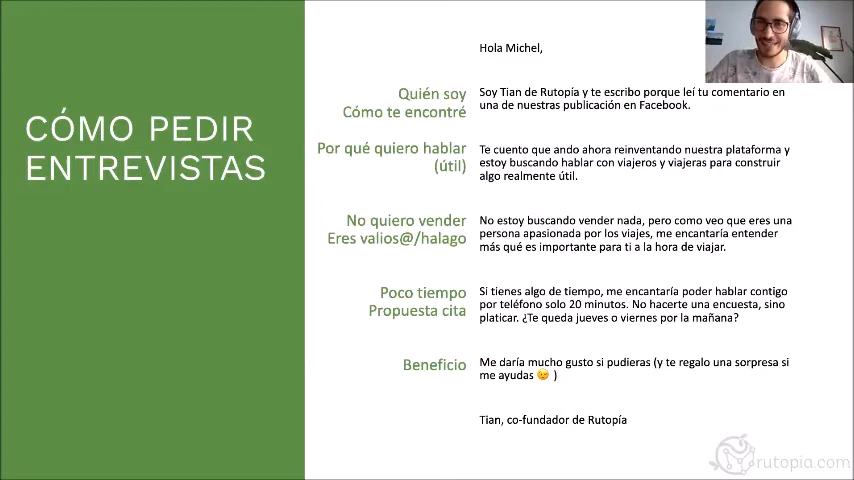 CÓMO PEDIR
ENTREVISTAS
Hola Michel,
Quién soy
Cómo te encontré
Soy Tian de Rutopía y te escribo porque leí tu comentario en
una de nuestras publicación en Facebook.
Por qué quiero hablar
(útil)
Te cuento que ando ahora reinventando nuestra plataforma y
estoy buscando hablar con viajeros y viajeras para construir
algo realmente útil.
No quiero vender
Eres valios@/halago
No estoy buscando vender nada, pero como veo que eres una
persona apasionada por los viajes, me encantaría entender
más qué es importante para ti a la hora de viajar.
Poco tiempo
Propuesta cita
Si tienes algo de tiempo, me encantaría poder hablar contigo
por teléfono solo 20 minutos. No hacerte una encuesta, sino
platicar. ¿Te queda jueves o viernes por la mañana?
Beneficio
Me daría mucho gusto si pudieras (y te regalo una sorpresa si
me ayudas 😉 )
Tian, co-fundador de Rutopía
rutopia.com